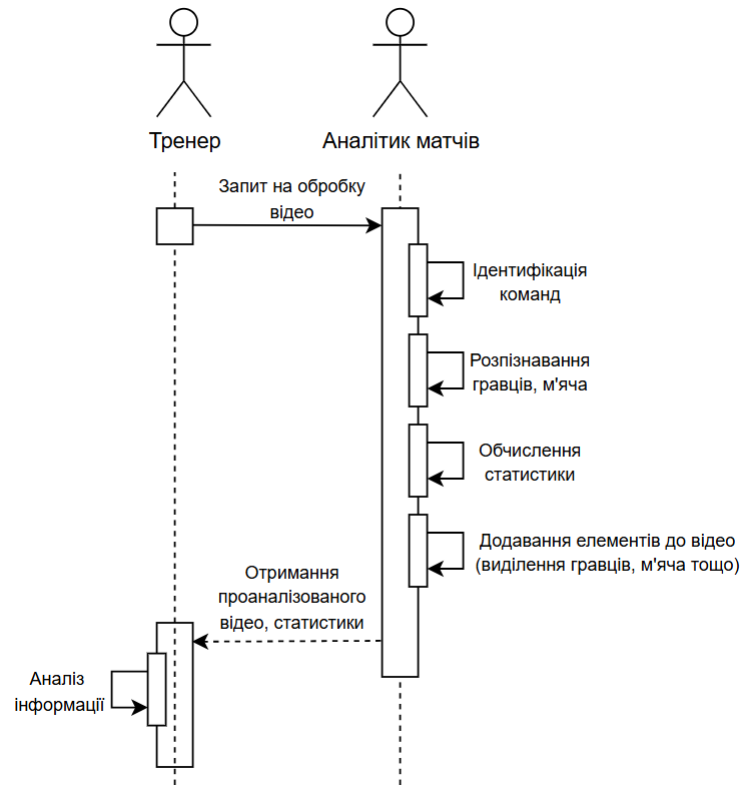 Тренер
Аналітик матчів
Запит на обробку
відео
Ідентифікація
команд
Розпізнавання
гравців, м'яча
Обчислення
статистики
Додавання елементів до відео
(виділення гравців, м'яча тощо)
Отримання
проаналізованого
відео, статистики
Аналіз
інформації